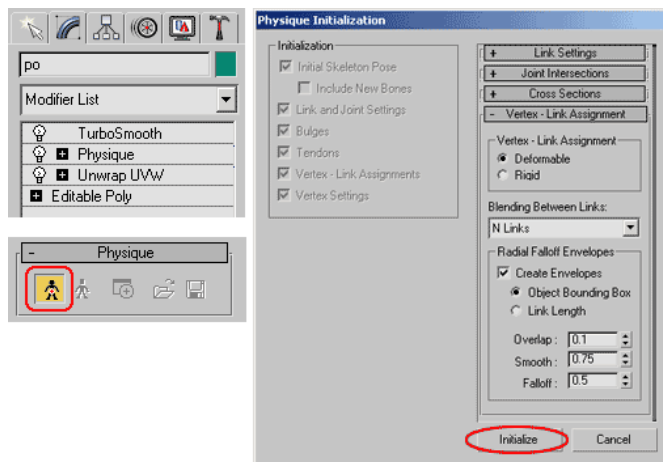 po
Modifier List
TurboSmooth
Physique
Unwrap UVW
Editable Poly
- Physique
Physique Initialization
Initialization
Initial Skeleton Pose
Include New Bones
Link and Joint Settings
Bulges
Tendons
Vertex - Link Assignments
Vertex Settings
+ Link Settings
+ Joint Intersections
+ Cross Sections
- Vertex - Link Assignment
Vertex - Link Assignment
Deformable
Rigid
Blending Between Links:
N Links
Radial Falloff Envelopes
Create Envelopes
Object Bounding Box
Link Length
Overlap : 0.1
Smooth : 0.75
Falloff : 0.5
Initialize Cancel